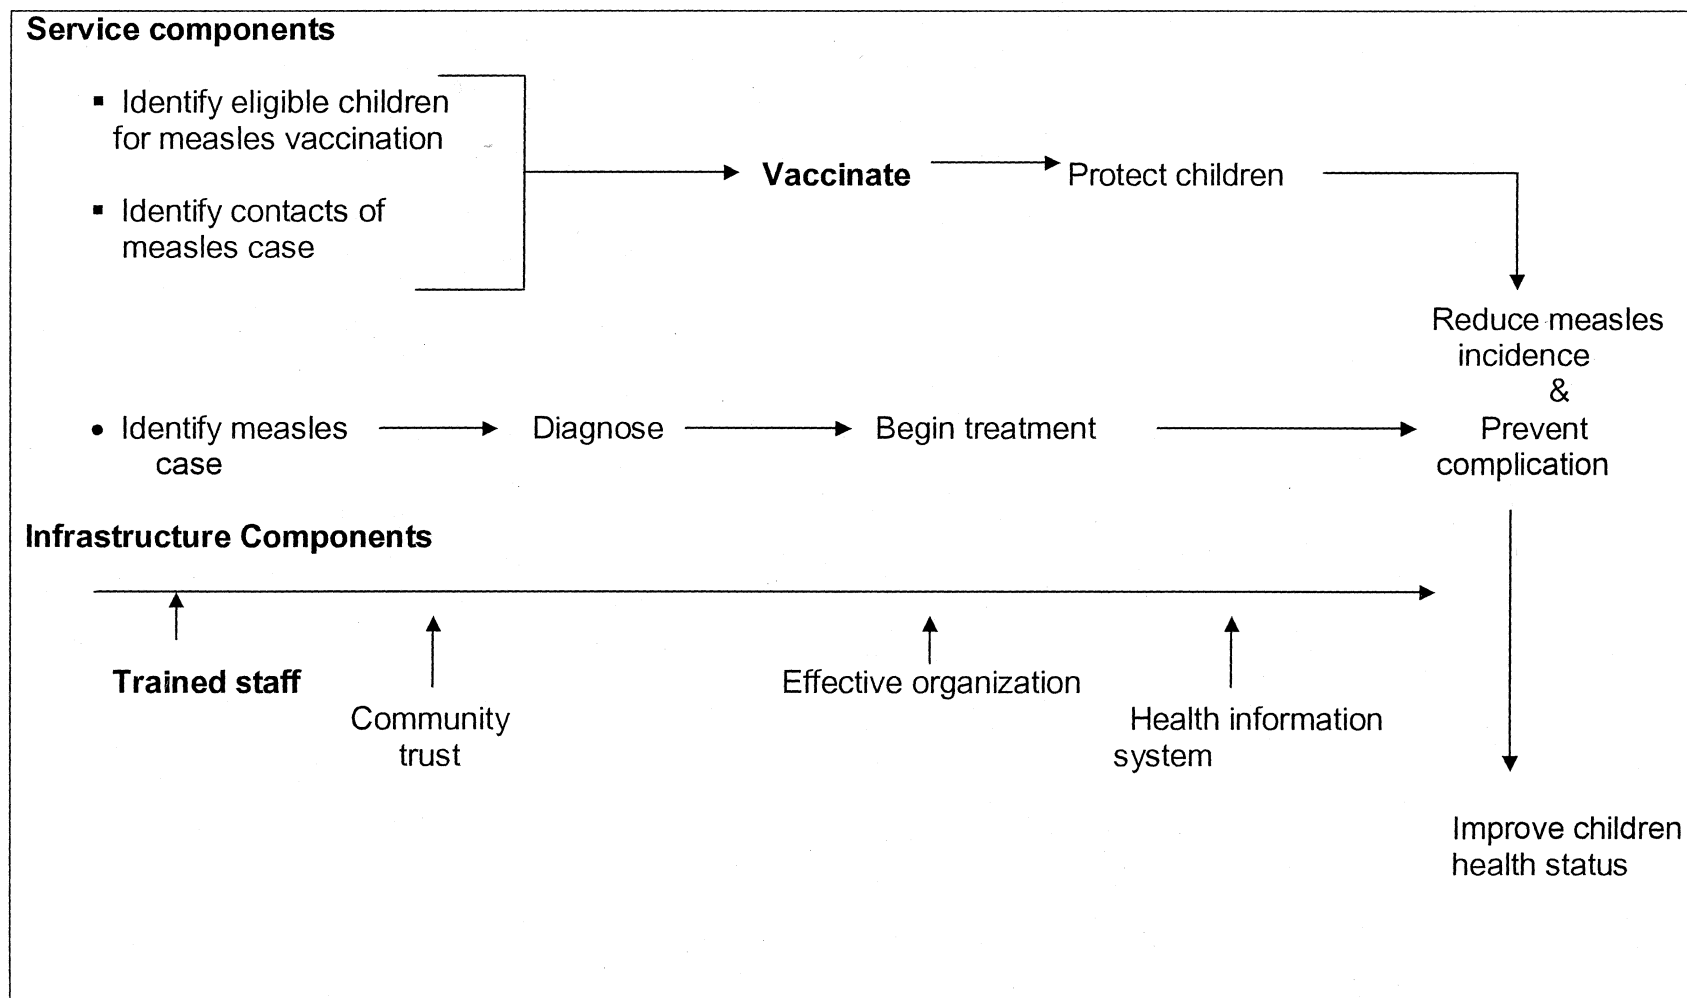 Service components
▪ Identify eligible children
for measles vaccination
Vaccinate
Protect children
▪ Identify contacts of
measles case
Reduce measles
incidence
&
Prevent
complication
• Identify measles
case
Diagnose
Begin treatment
Infrastructure Components
Trained staff
Community
trust
Effective organization
Health information
system
Improve children
health status